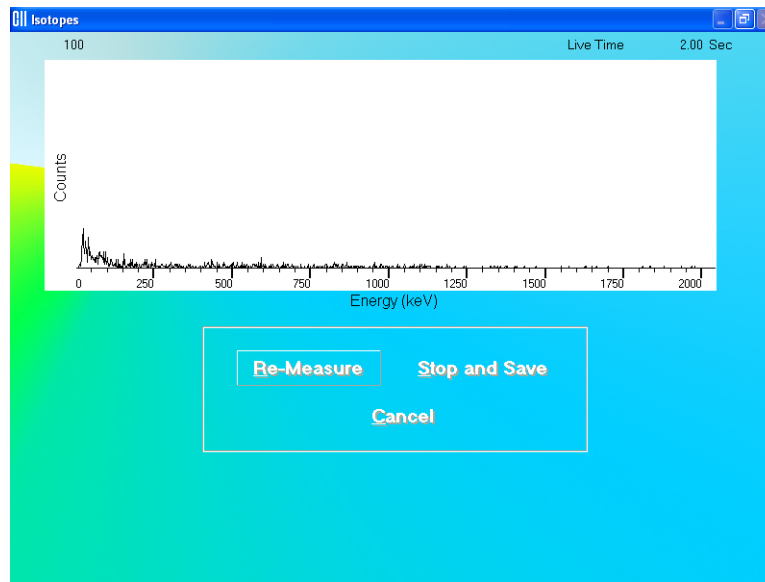 Isotopes
100 Live Time 2.00 Sec
Counts
0 250 500 750 1000 1250 1500 1750 2000
Energy (keV)
Re-Measure Stop and Save
Cancel